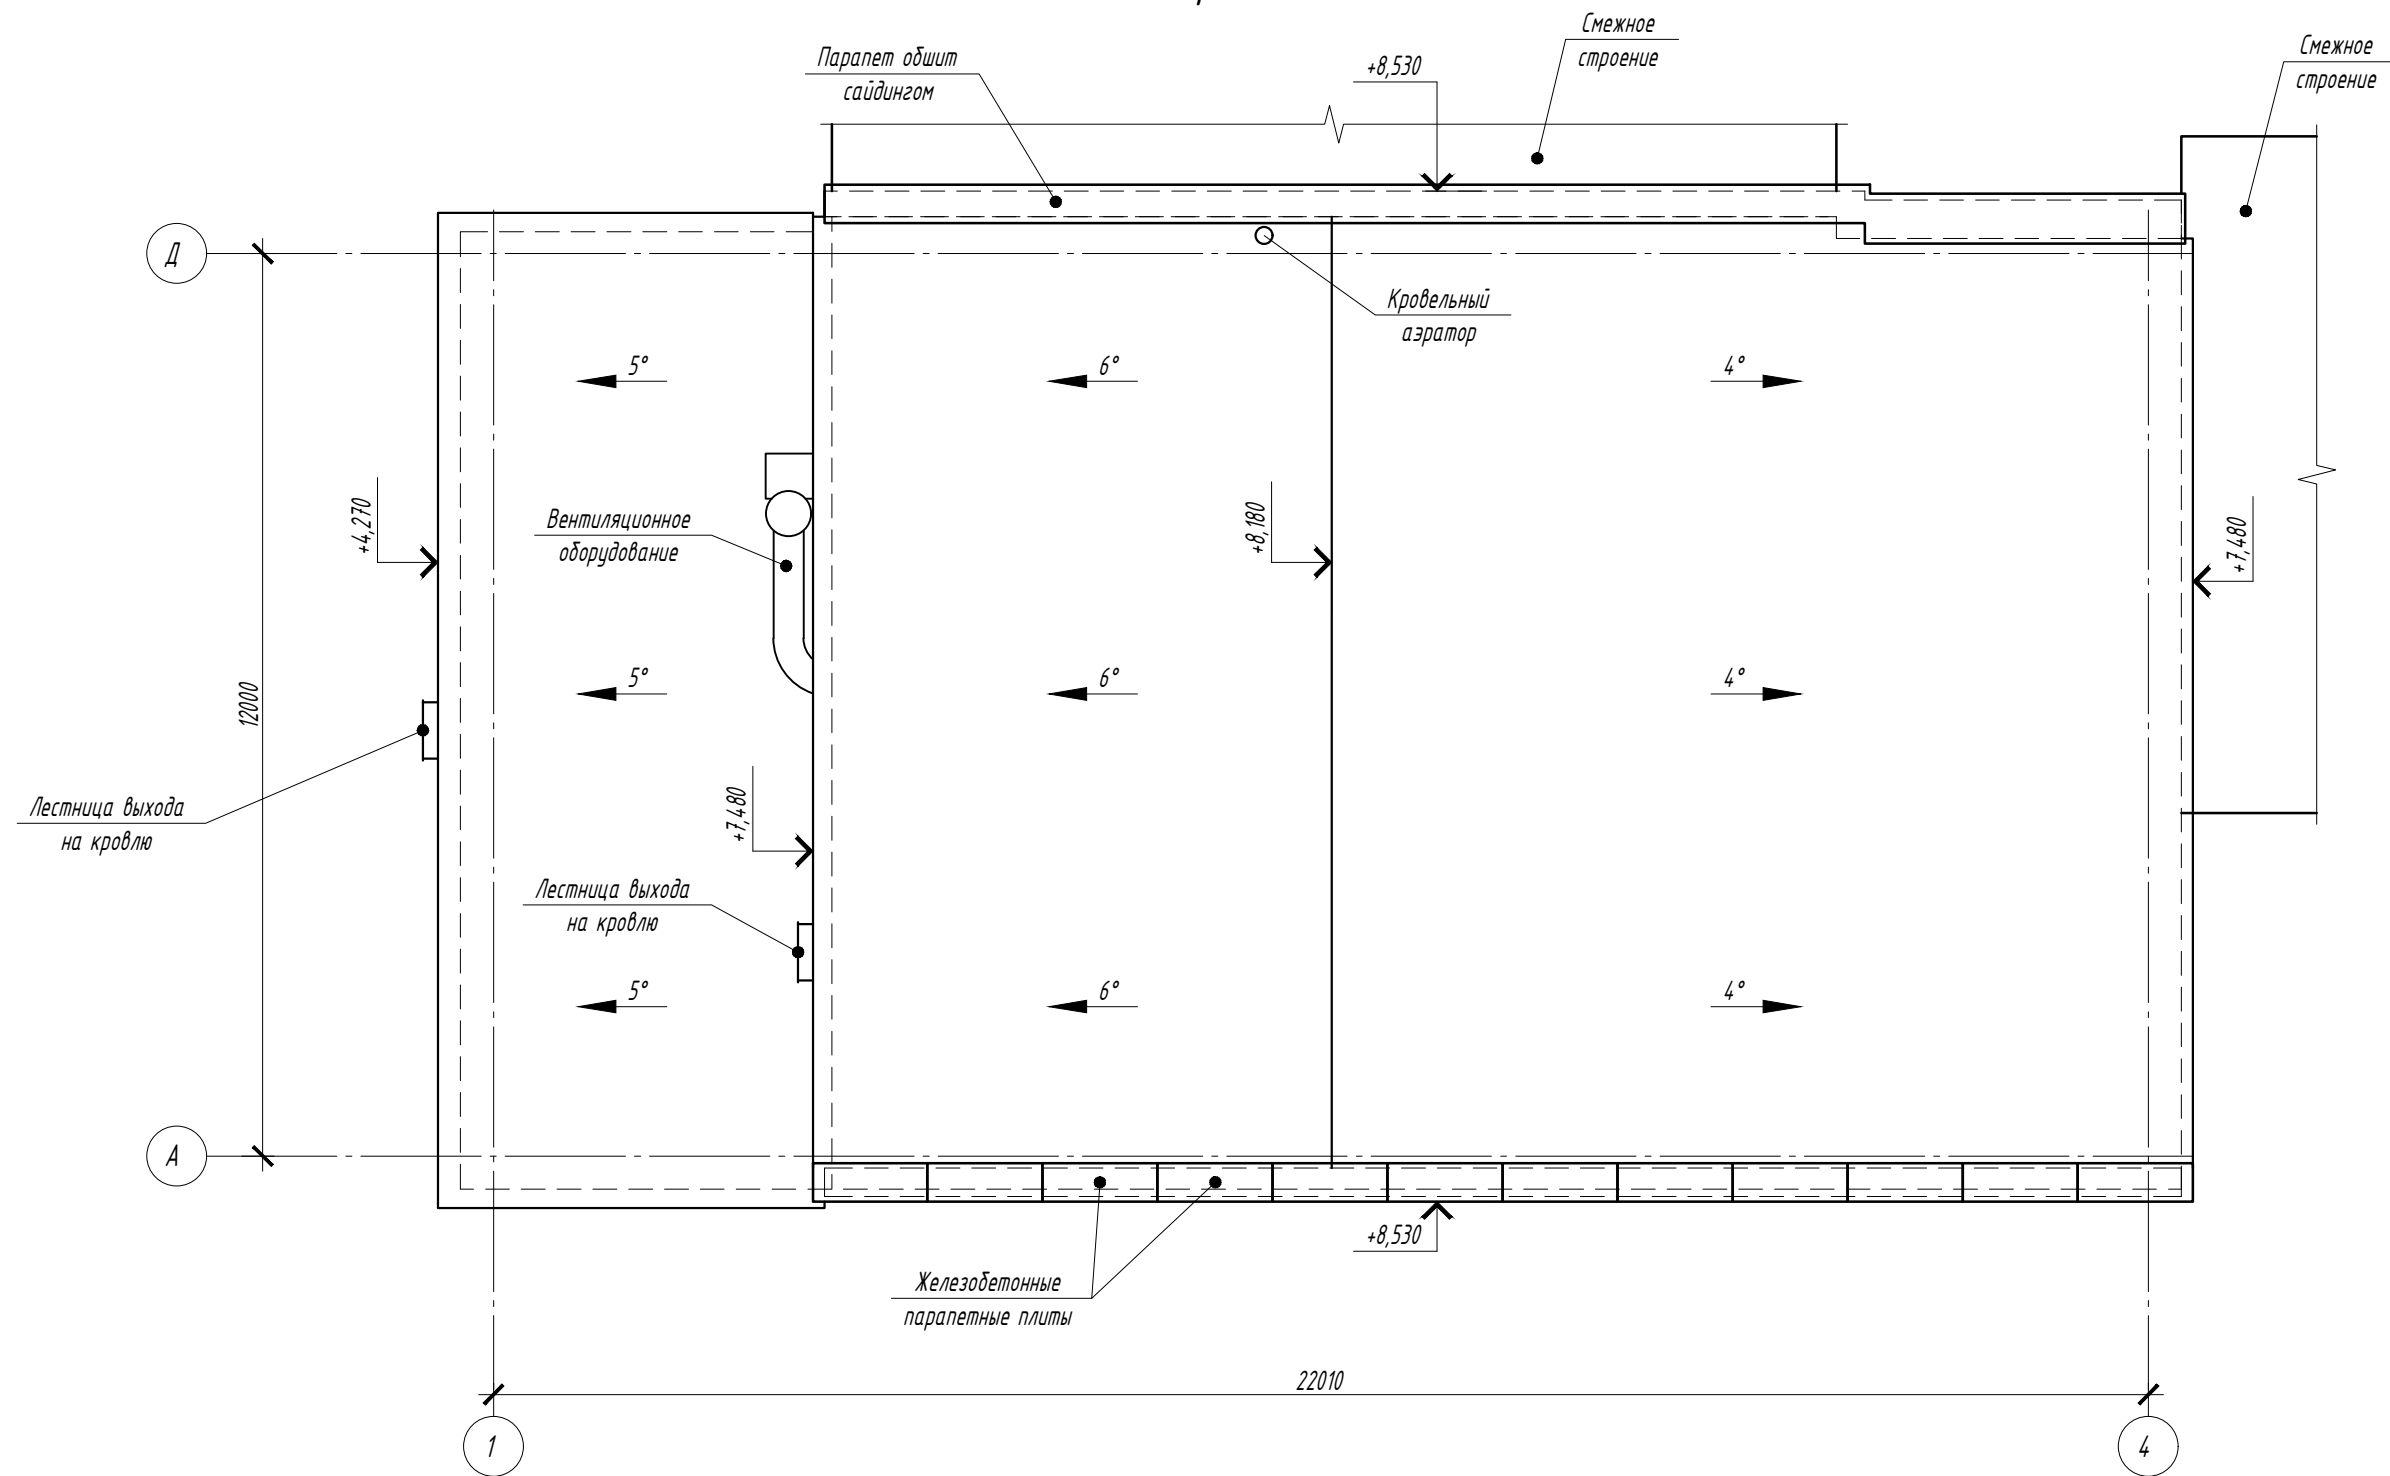 Смежное
строение
Смежное
строение
Парапет обшит
сайдингом
+8,530
Д
Кровельный
аэратор
5°
6°
4°
+4,270
Вентиляционное
оборудование
+8,180
+7,480
5°
6°
4°
12000
Лестница выхода
на кровлю
+7,480
Лестница выхода
на кровлю
5°
6°
4°
А
+8,530
Железобетонные
парапетные плиты
22010
1
4